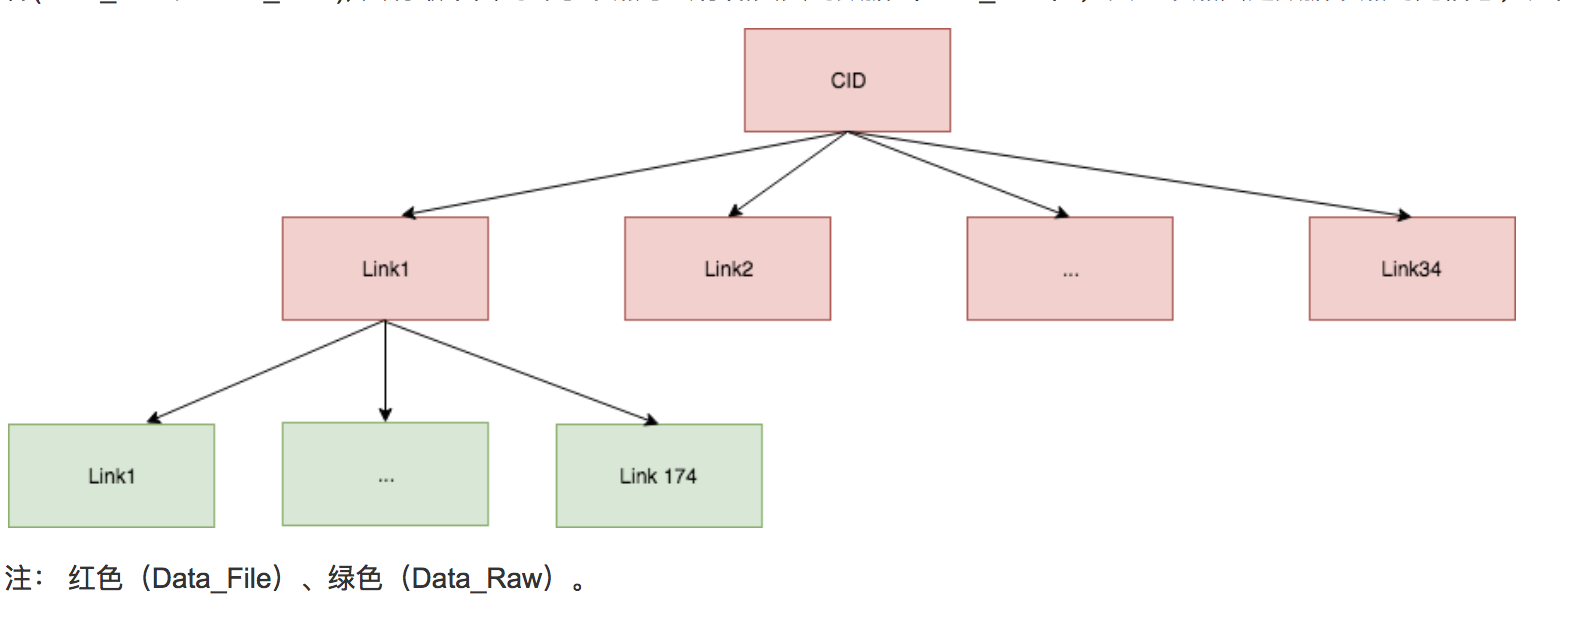 CID
Link1
Link2
...
Link34
Link1
...
Link 174
注： 红色（Data_File）、绿色（Data_Raw）。